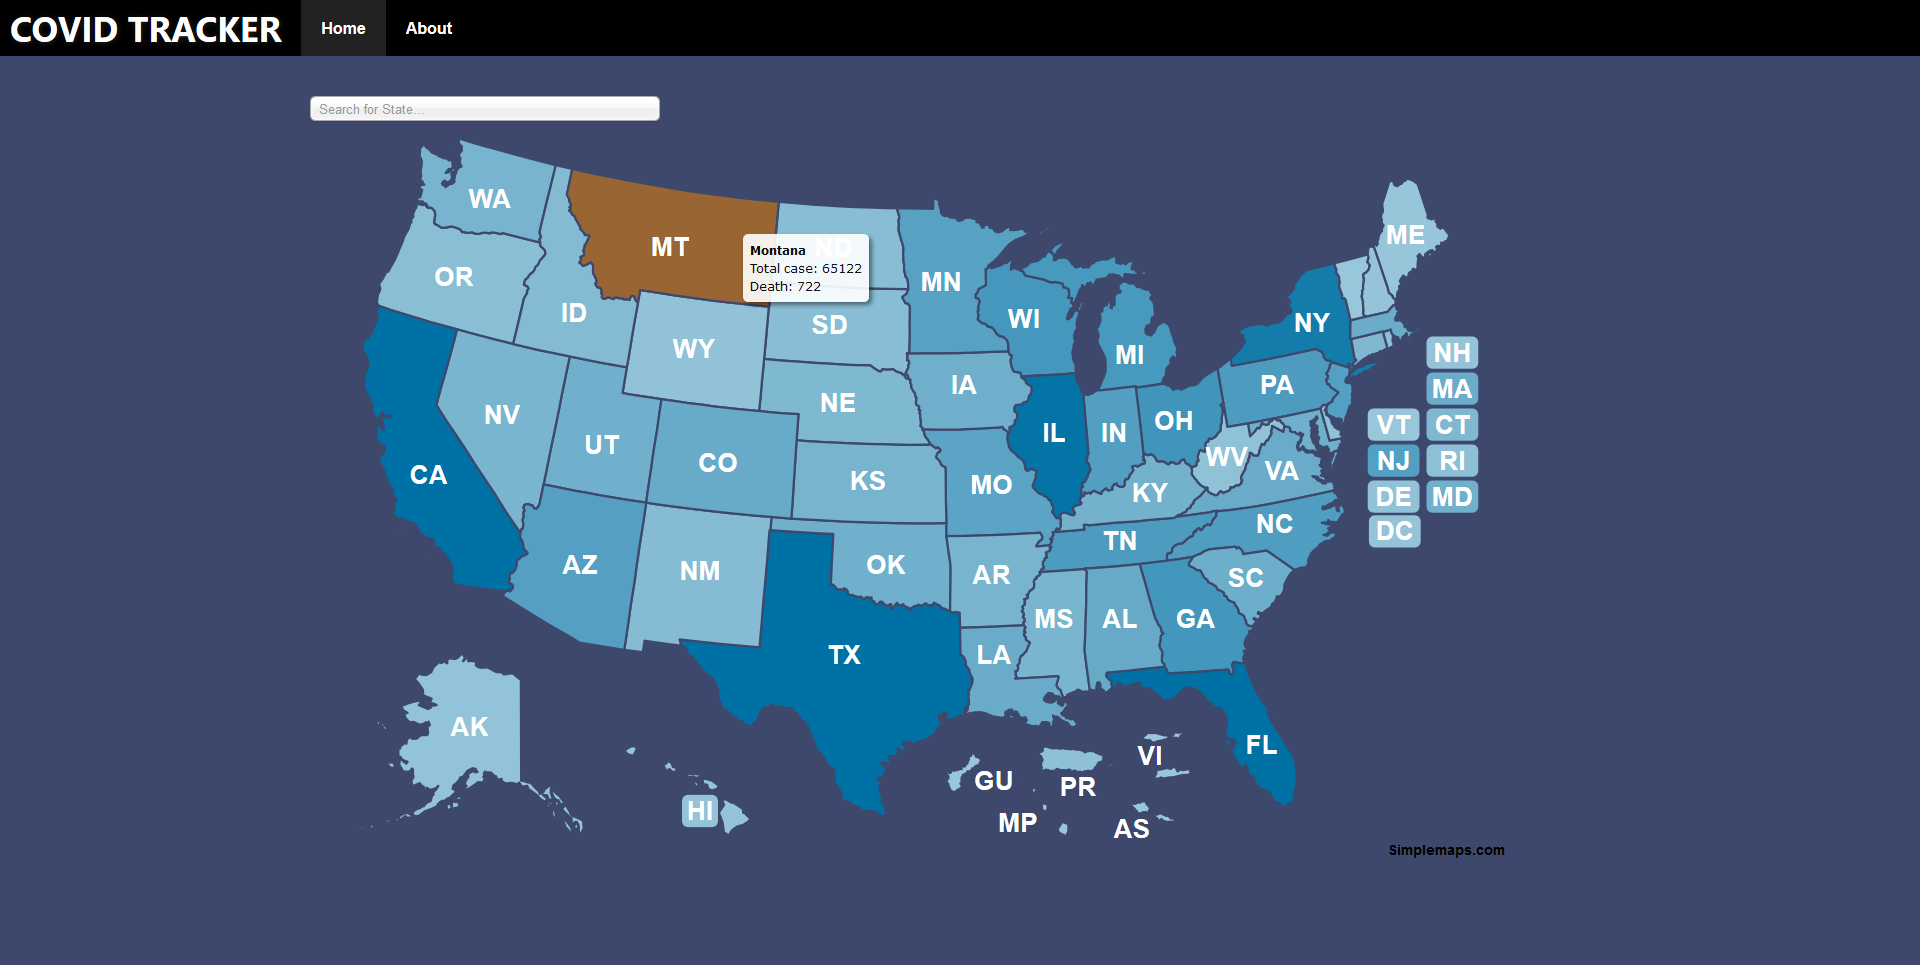 COVID TRACKER
Home
About
Search for State...
WA
MT
ND
ME
OR
MN
Montana
Total case: 65122
Death: 722
ID
SD
WI
NY
WY
MI
NH
IA
PA
MA
NE
NV
OH
VT
CT
UT
IL
IN
CO
WV
NJ
RI
CA
KS
MO
VA
KY
DE
MD
NC
DC
TN
AZ
NM
OK
AR
SC
MS
AL
GA
TX
LA
AK
FL
VI
GU
PR
HI
MP
AS
Simplemaps.com